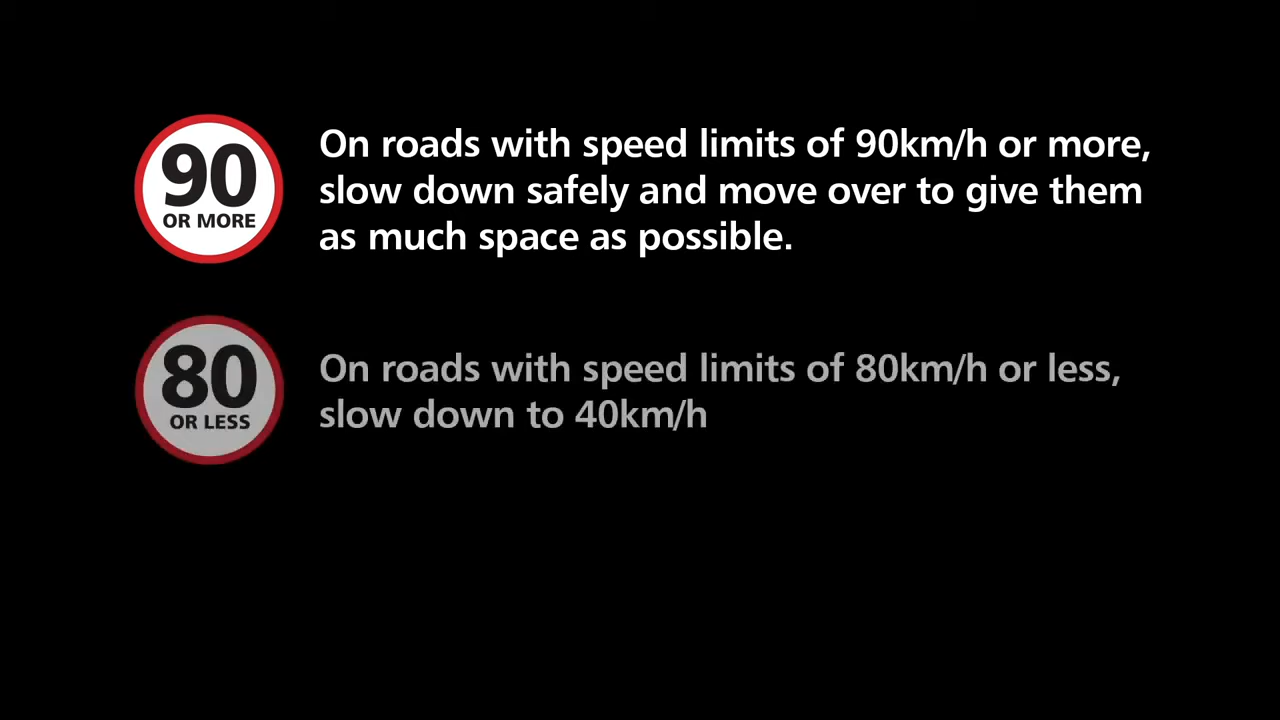 90
OR MORE
On roads with speed limits of 90km/h or more,
slow down safely and move over to give them
as much space as possible.
80
OR LESS
On roads with speed limits of 80km/h or less,
slow down to 40km/h